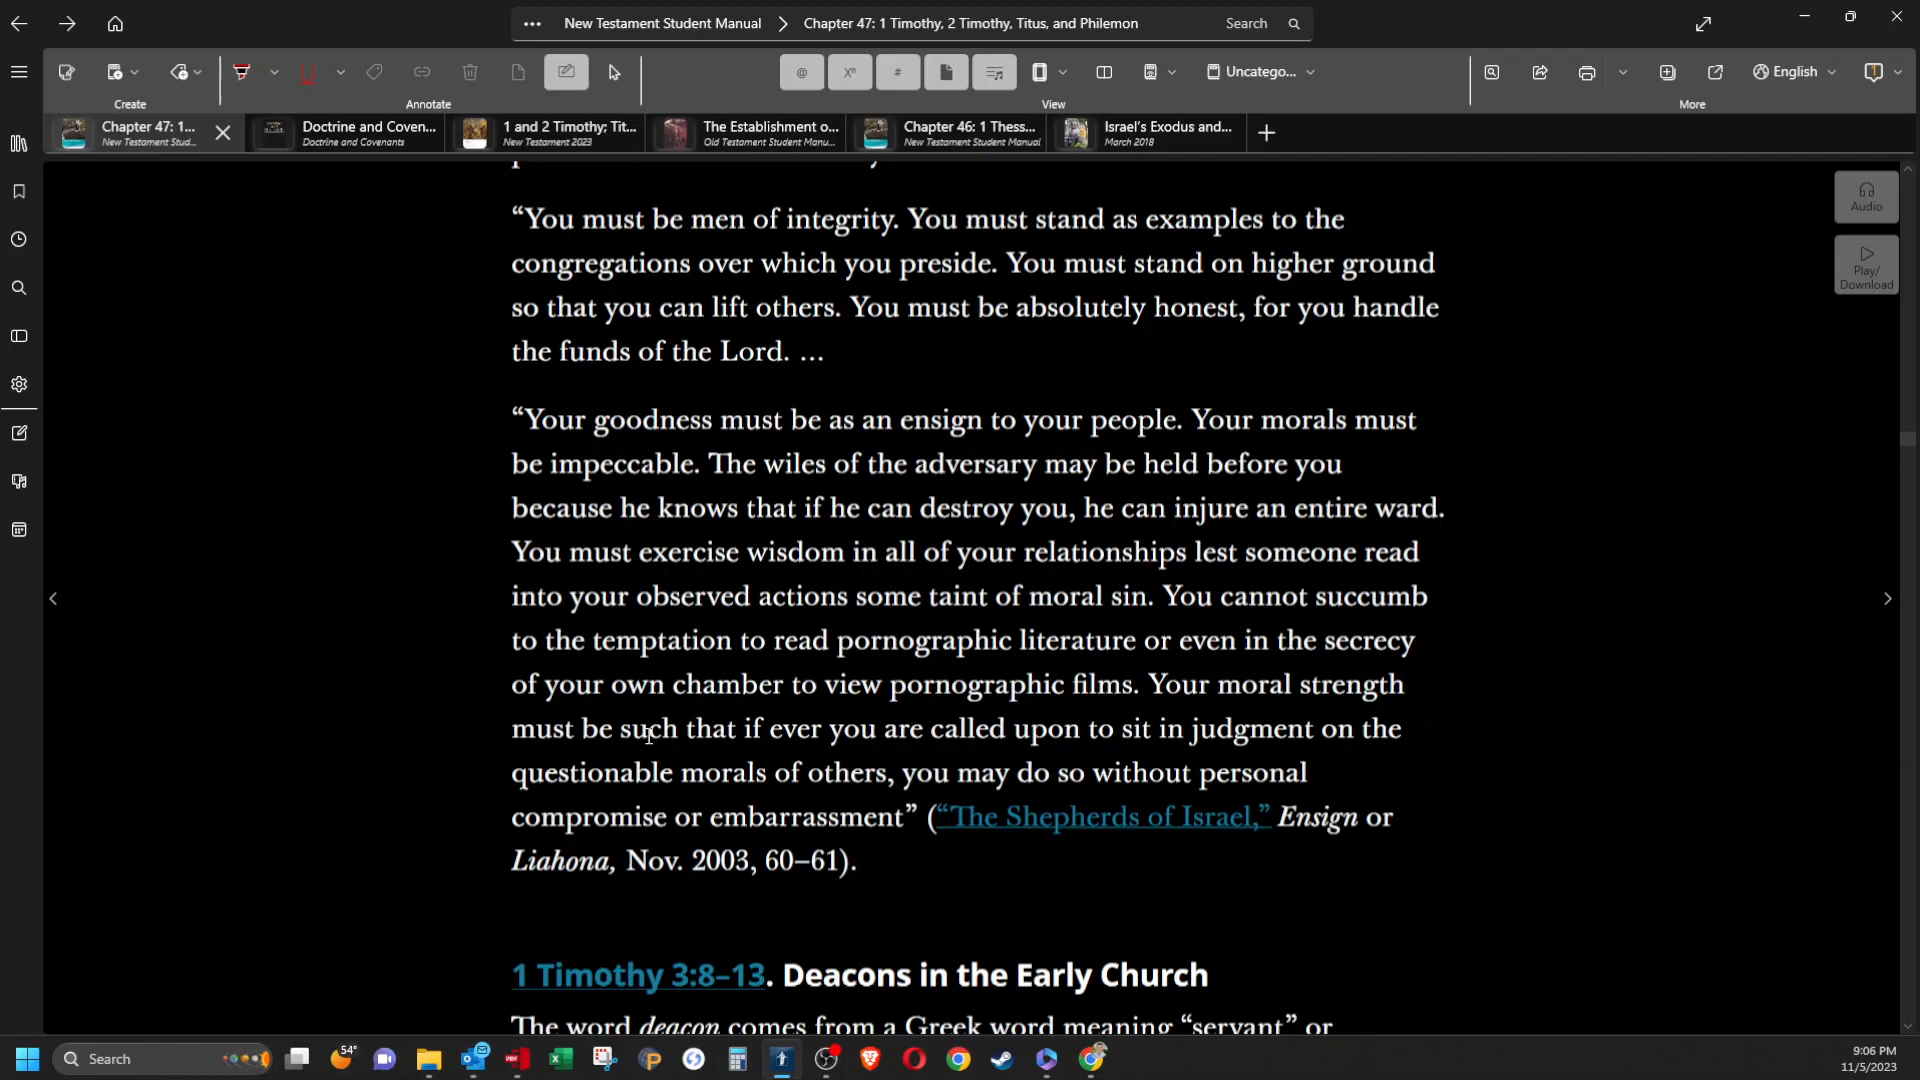 New Testament Student Manual
Chapter 47: 1 Timothy, 2 Timothy, Titus, and Philemon
Search
@
Xⁿ
#
Uncatego...
English
Create
Annotate
View
More
Chapter 47: 1...
New Testament Stud...
Doctrine and Coven...
Doctrine and Covenants
1 and 2 Timothy; Tit...
New Testament 2023
The Establishment o...
Old Testament Student Manu...
Chapter 46: 1 Thess...
New Testament Student Manual
Israel's Exodus and...
March 2018
Audio
Play/
Download
“You must be men of integrity. You must stand as examples to the
congregations over which you preside. You must stand on higher ground
so that you can lift others. You must be absolutely honest, for you handle
the funds of the Lord. …
“Your goodness must be as an ensign to your people. Your morals must
be impeccable. The wiles of the adversary may be held before you
because he knows that if he can destroy you, he can injure an entire ward.
You must exercise wisdom in all of your relationships lest someone read
into your observed actions some taint of moral sin. You cannot succumb
to the temptation to read pornographic literature or even in the secrecy
of your own chamber to view pornographic films. Your moral strength
must be such that if ever you are called upon to sit in judgment on the
questionable morals of others, you may do so without personal
compromise or embarrassment” (“The Shepherds of Israel,” Ensign or
Liahona, Nov. 2003, 60–61).
1 Timothy 3:8–13. Deacons in the Early Church
The word deacon comes from a Greek word meaning “servant” or
Search
54°
9:06 PM
11/5/2023